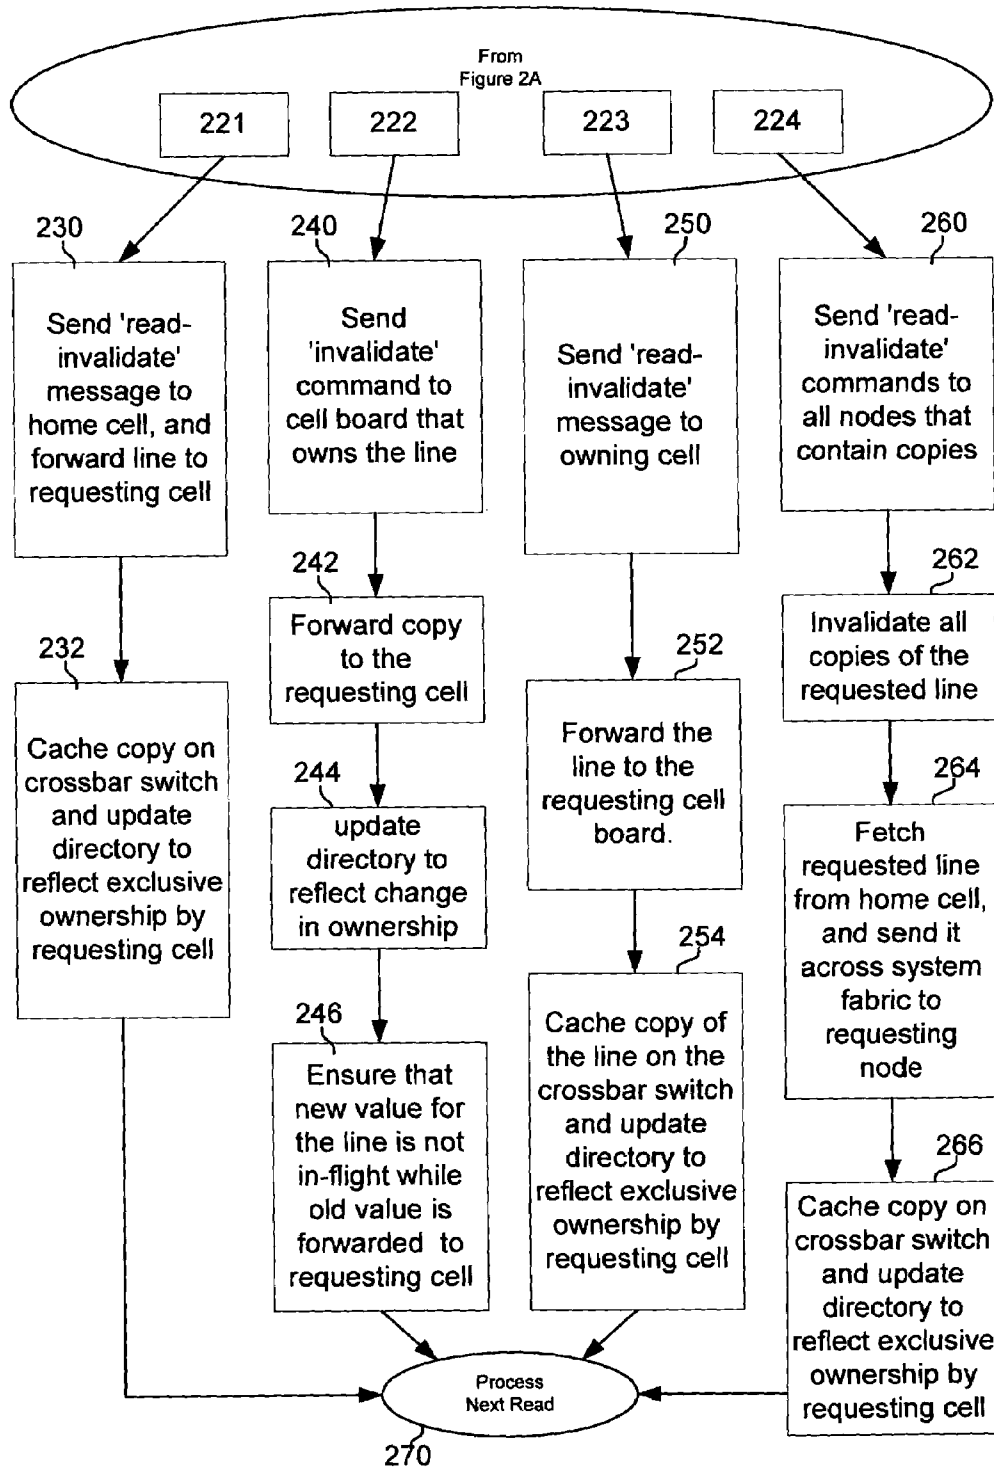 From
Figure 2A
221
222
223
224
230
Send 'read-
invalidate'
message to
home cell, and
forward line to
requesting cell
232
Cache copy on
crossbar switch
and update
directory to
reflect exclusive
ownership by
requesting cell
240
Send
'invalidate'
command to
cell board that
owns the line
242
Forward copy
to the
requesting cell
244
update
directory to
reflect change
in ownership
246
Ensure that
new value for
the line is not
in-flight while
old value is
forwarded to
requesting cell
250
Send 'read-
invalidate'
message to
owning cell
252
Forward the
line to the
requesting cell
board.
254
Cache copy of
the line on the
crossbar switch
and update
directory to
reflect exclusive
ownership by
requesting cell
260
Send 'read-
invalidate'
commands to
all nodes that
contain copies
262
Invalidate all
copies of the
requested line
264
Fetch
requested line
from home cell,
and send it
across system
fabric to
requesting
node
266
Cache copy on
crossbar switch
and update
directory to
reflect exclusive
ownership by
requesting cell
Process
Next Read
270